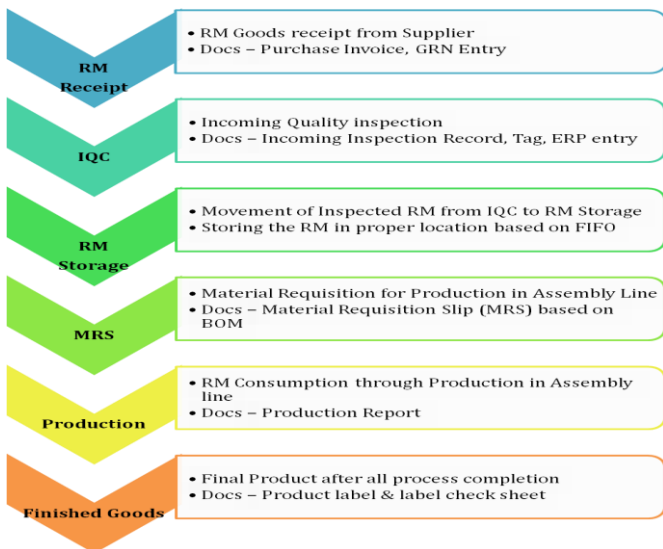 RM
Receipt
• RM Goods receipt from Supplier
• Docs – Purchase Invoice, GRN Entry
IQC
• Incoming Quality inspection
• Docs – Incoming Inspection Record, Tag, ERP entry
RM
Storage
• Movement of Inspected RM from IQC to RM Storage
• Storing the RM in proper location based on FIFO
MRS
• Material Requisition for Production in Assembly Line
• Docs – Material Requisition Slip (MRS) based on
BOM
Production
• RM Consumption through Production in Assembly
line
• Docs – Production Report
Finished Goods
• Final Product after all process completion
• Docs – Product label & label check sheet